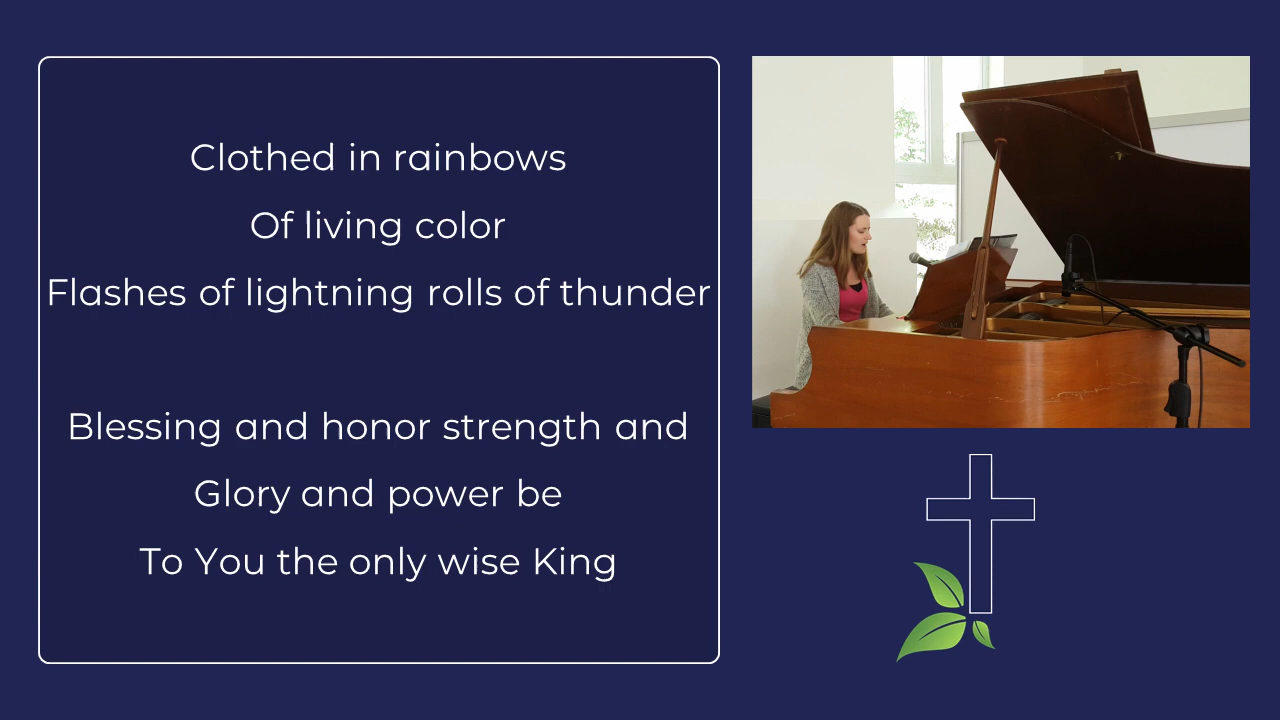 Clothed in rainbows
Of living color
Flashes of lightning rolls of thunder
Blessing and honor strength and
Glory and power be
To You the only wise King